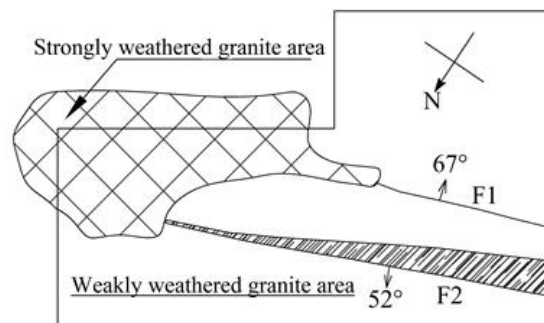 Strongly weathered granite area
N
67°
F1
Weakly weathered granite area
52°
F2